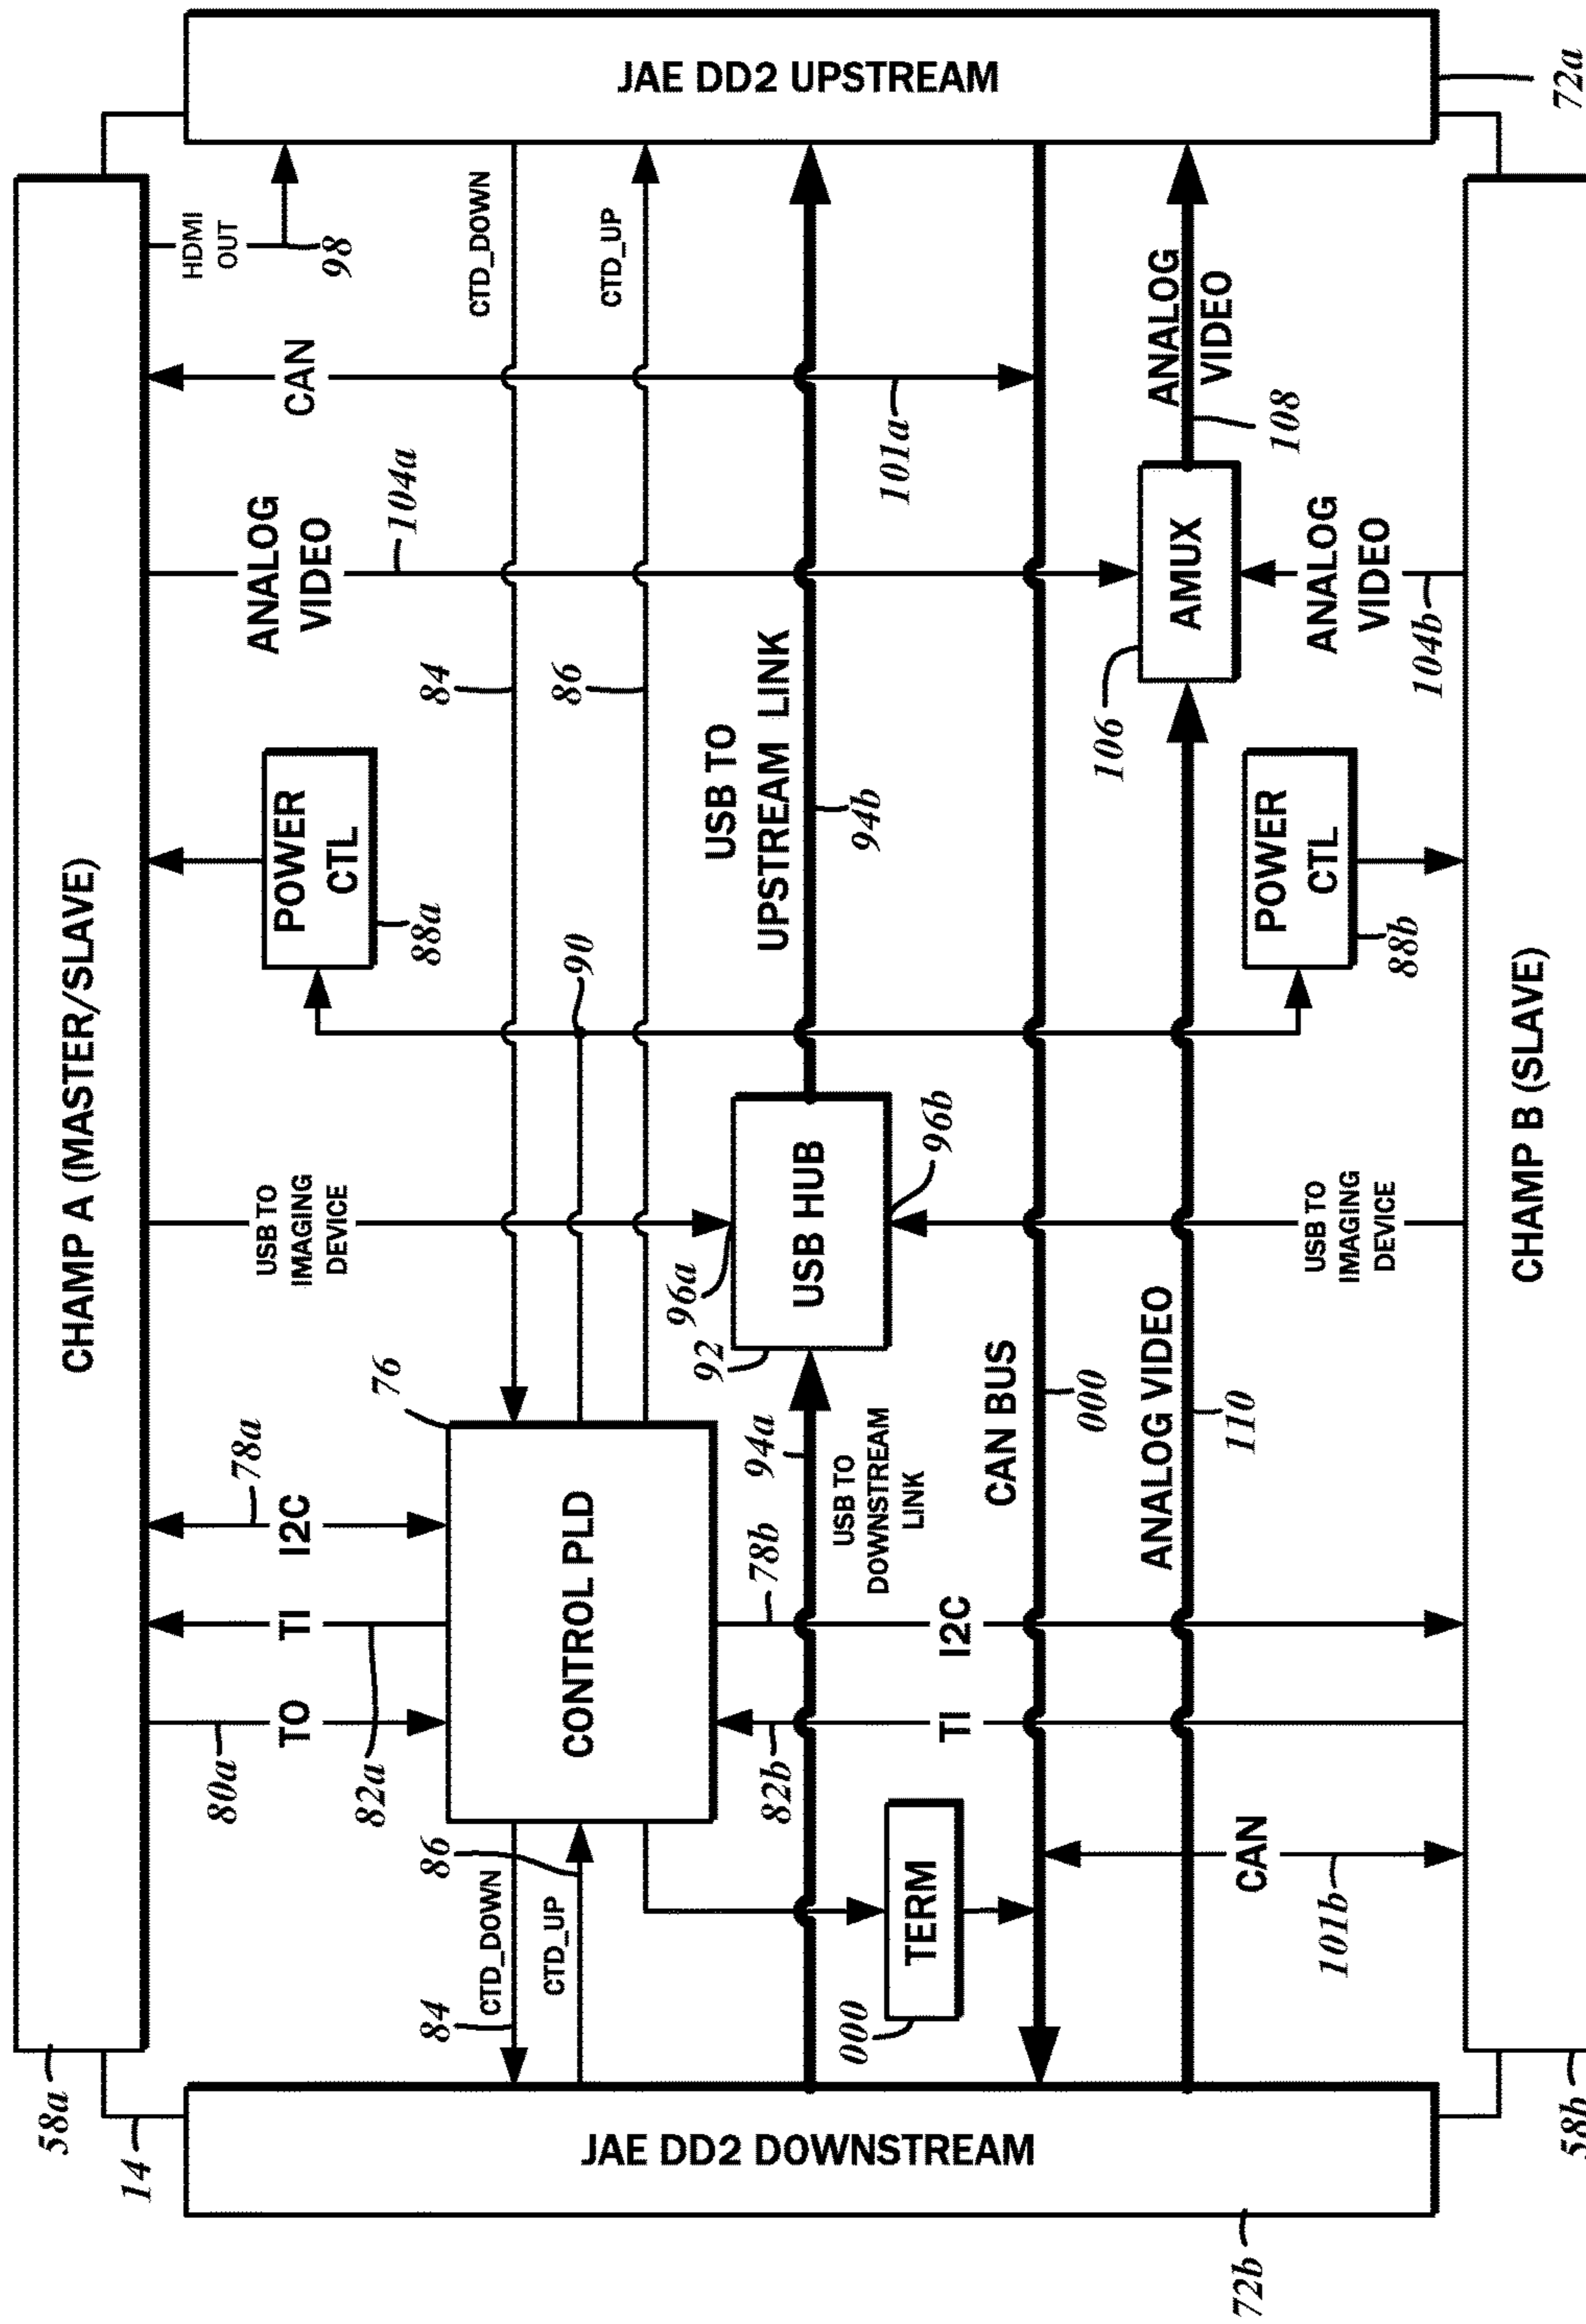 JAE DD2 UPSTREAM
72a
CHAMP A (MASTER/SLAVE)
58a
14
HDMI
OUT
98
CTD_DOWN
CTD_UP
CAN
101a
ANALOG
VIDEO
104a
84
86
ANALOG
VIDEO
108
AMUX
106
ANALOG
VIDEO
104b
POWER
CTL
88a
90
USB TO
UPSTREAM LINK
94b
POWER
CTL
88b
USB TO
IMAGING
DEVICE
96a
92
USB HUB
96b
USB TO
IMAGING
DEVICE
76
78a
I2C
TI
TO
80a
82a
CONTROL PLD
94a
USB TO
DOWNSTREAM
LINK
78b
I2C
82b
TI
CAN BUS
000
ANALOG VIDEO
110
86
CTD_DOWN
CTD_UP
84
TERM
000
CAN
101b
CHAMP B (SLAVE)
58b
JAE DD2 DOWNSTREAM
72b